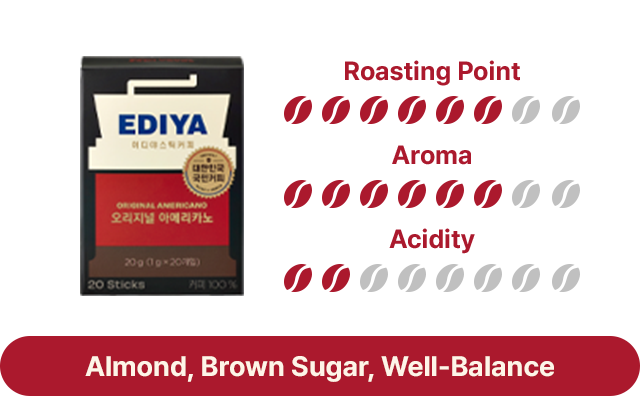 EDIYA
이디야스틱커피
대한민국
국민커피
ORIGINAL AMERICANO
오리지널 아메리카노
20g (1g×20개입)
20 Sticks
커피 100%
Roasting Point
Aroma
Acidity
Almond, Brown Sugar, Well-Balance